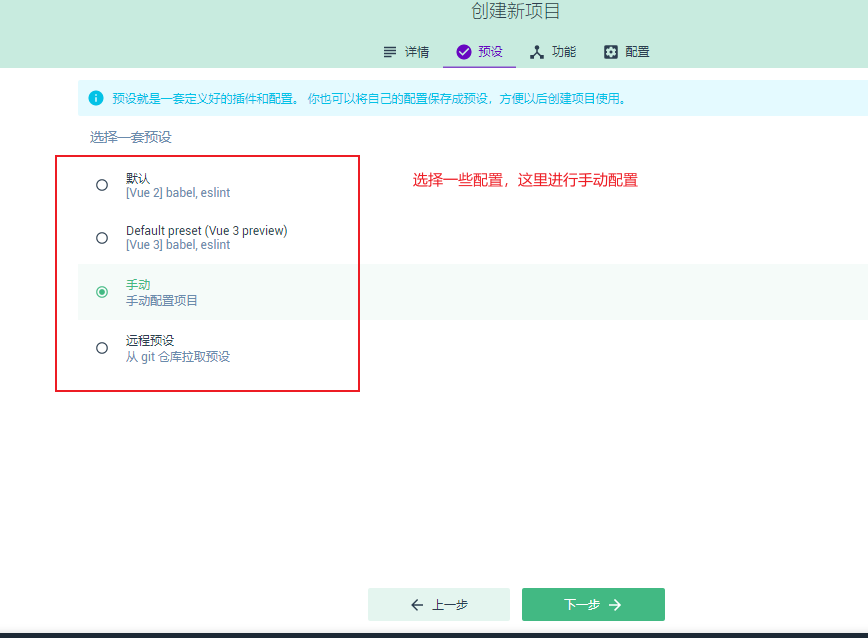 创建新项目
详情 预设 功能 配置
预设就是一套定义好的插件和配置。 你也可以将自己的配置保存成预设，方便以后创建项目使用。
选择一套预设
默认
[Vue 2] babel, eslint
选择一些配置，这里进行手动配置
Default preset (Vue 3 preview)
[Vue 3] babel, eslint
手动
手动配置项目
远程预设
从 git 仓库拉取预设
上一步 下一步